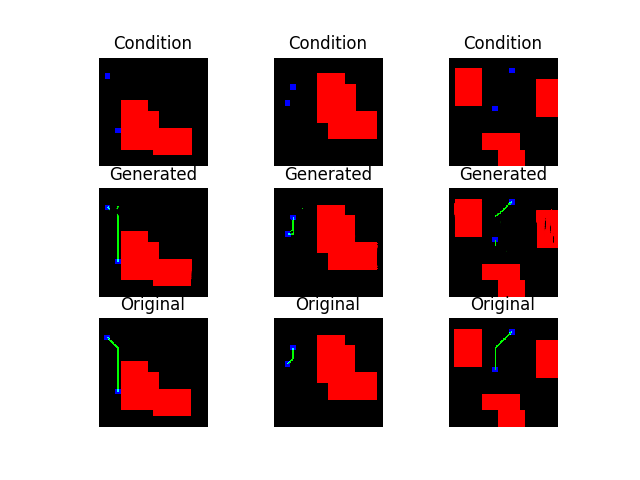 Condition Condition Condition
Generated Generated Generated
Original Original Original